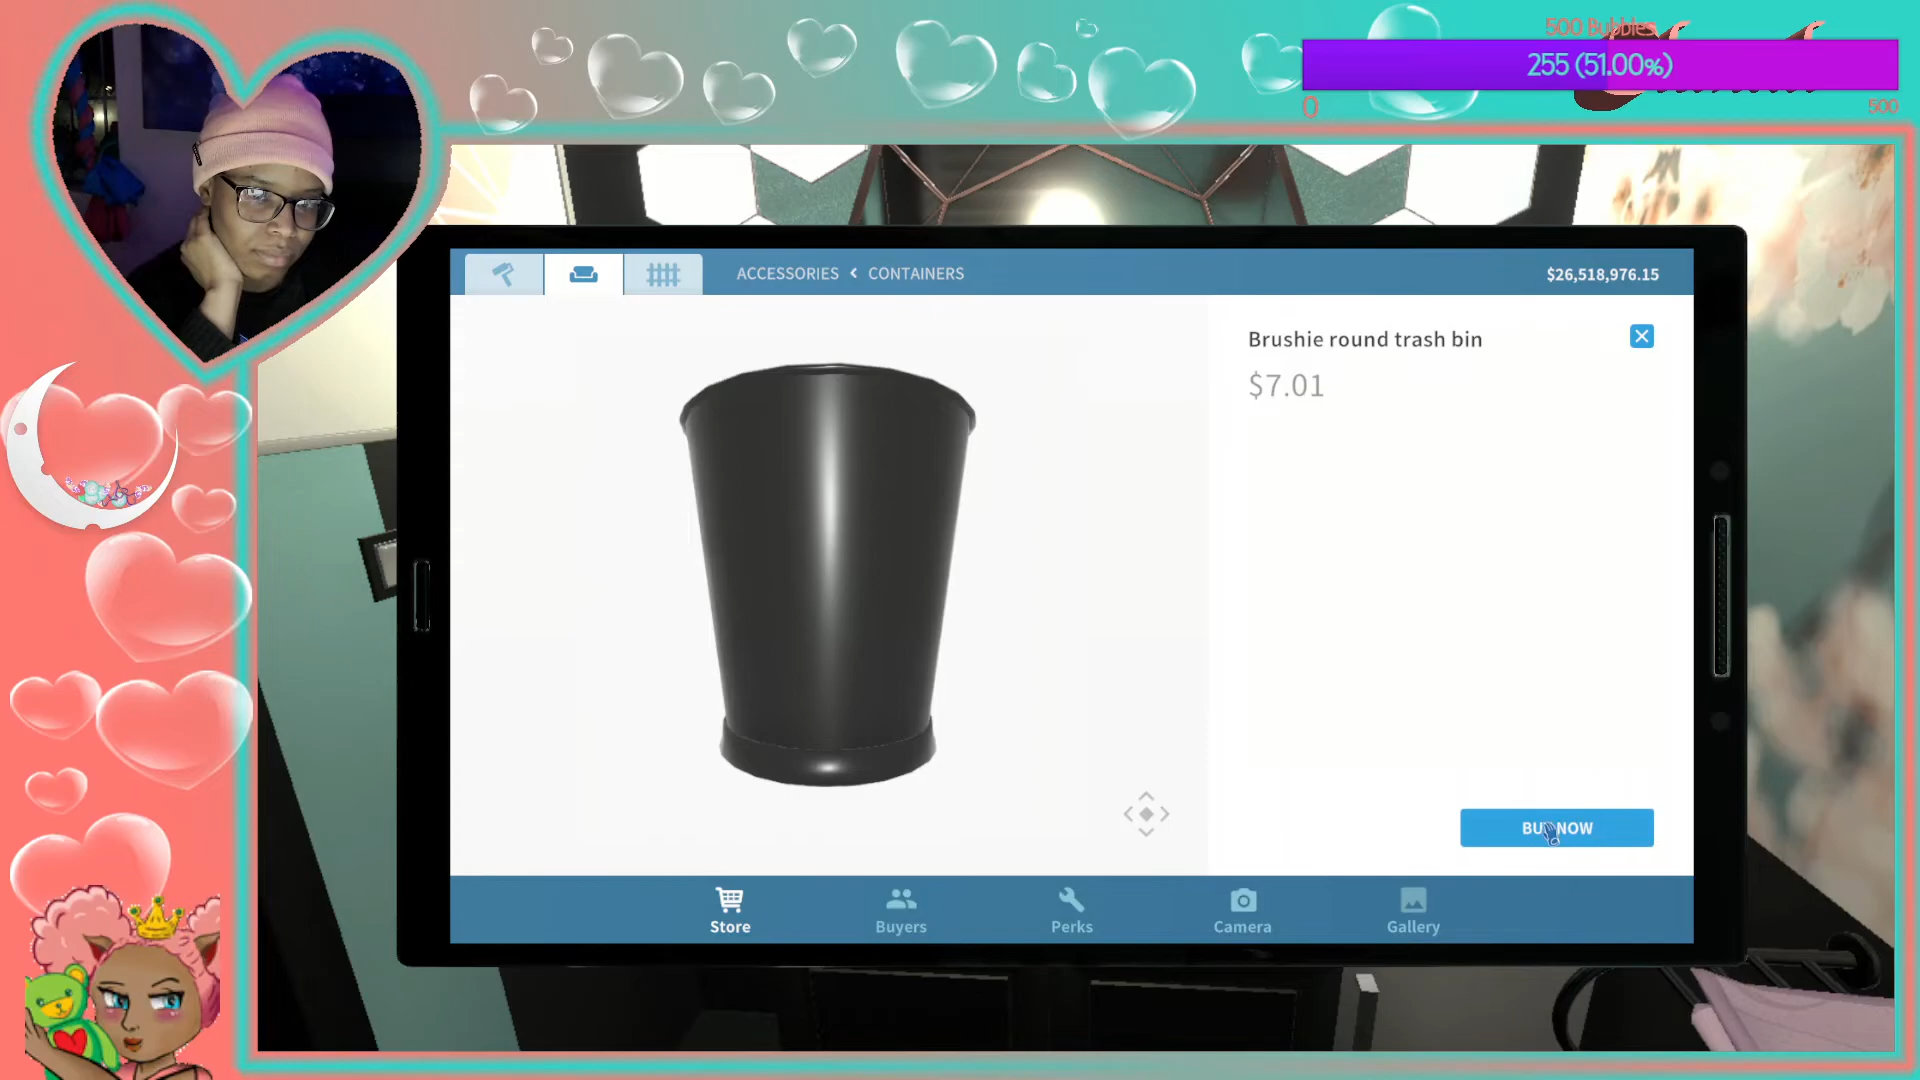 500 Bubbles
255 (51.00%)
0
500
ACCESSORIES < CONTAINERS
$26,518,976.15
Brushie round trash bin
$7.01
BUY NOW
Store
Buyers
Perks
Camera
Gallery